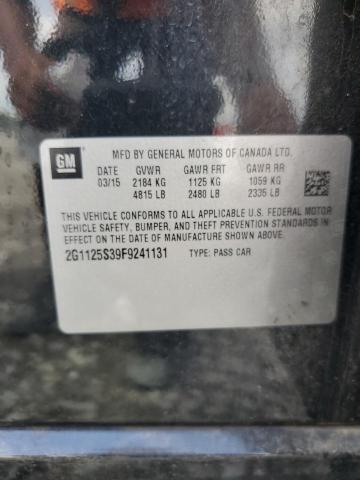 GM
MFD BY GENERAL MOTORS OF CANADA LTD.
DATE GVWR GAWR FRT GAWR RR
03/15 2184 KG 1125 KG 1059 KG
4815 LB 2480 LB 2335 LB
THIS VEHICLE CONFORMS TO ALL APPLICABLE U.S. FEDERAL MOTOR
VEHICLE SAFETY, BUMPER, AND THEFT PREVENTION STANDARDS IN
EFFECT ON THE DATE OF MANUFACTURE SHOWN ABOVE.
2G1125S39F9241131 TYPE: PASS CAR